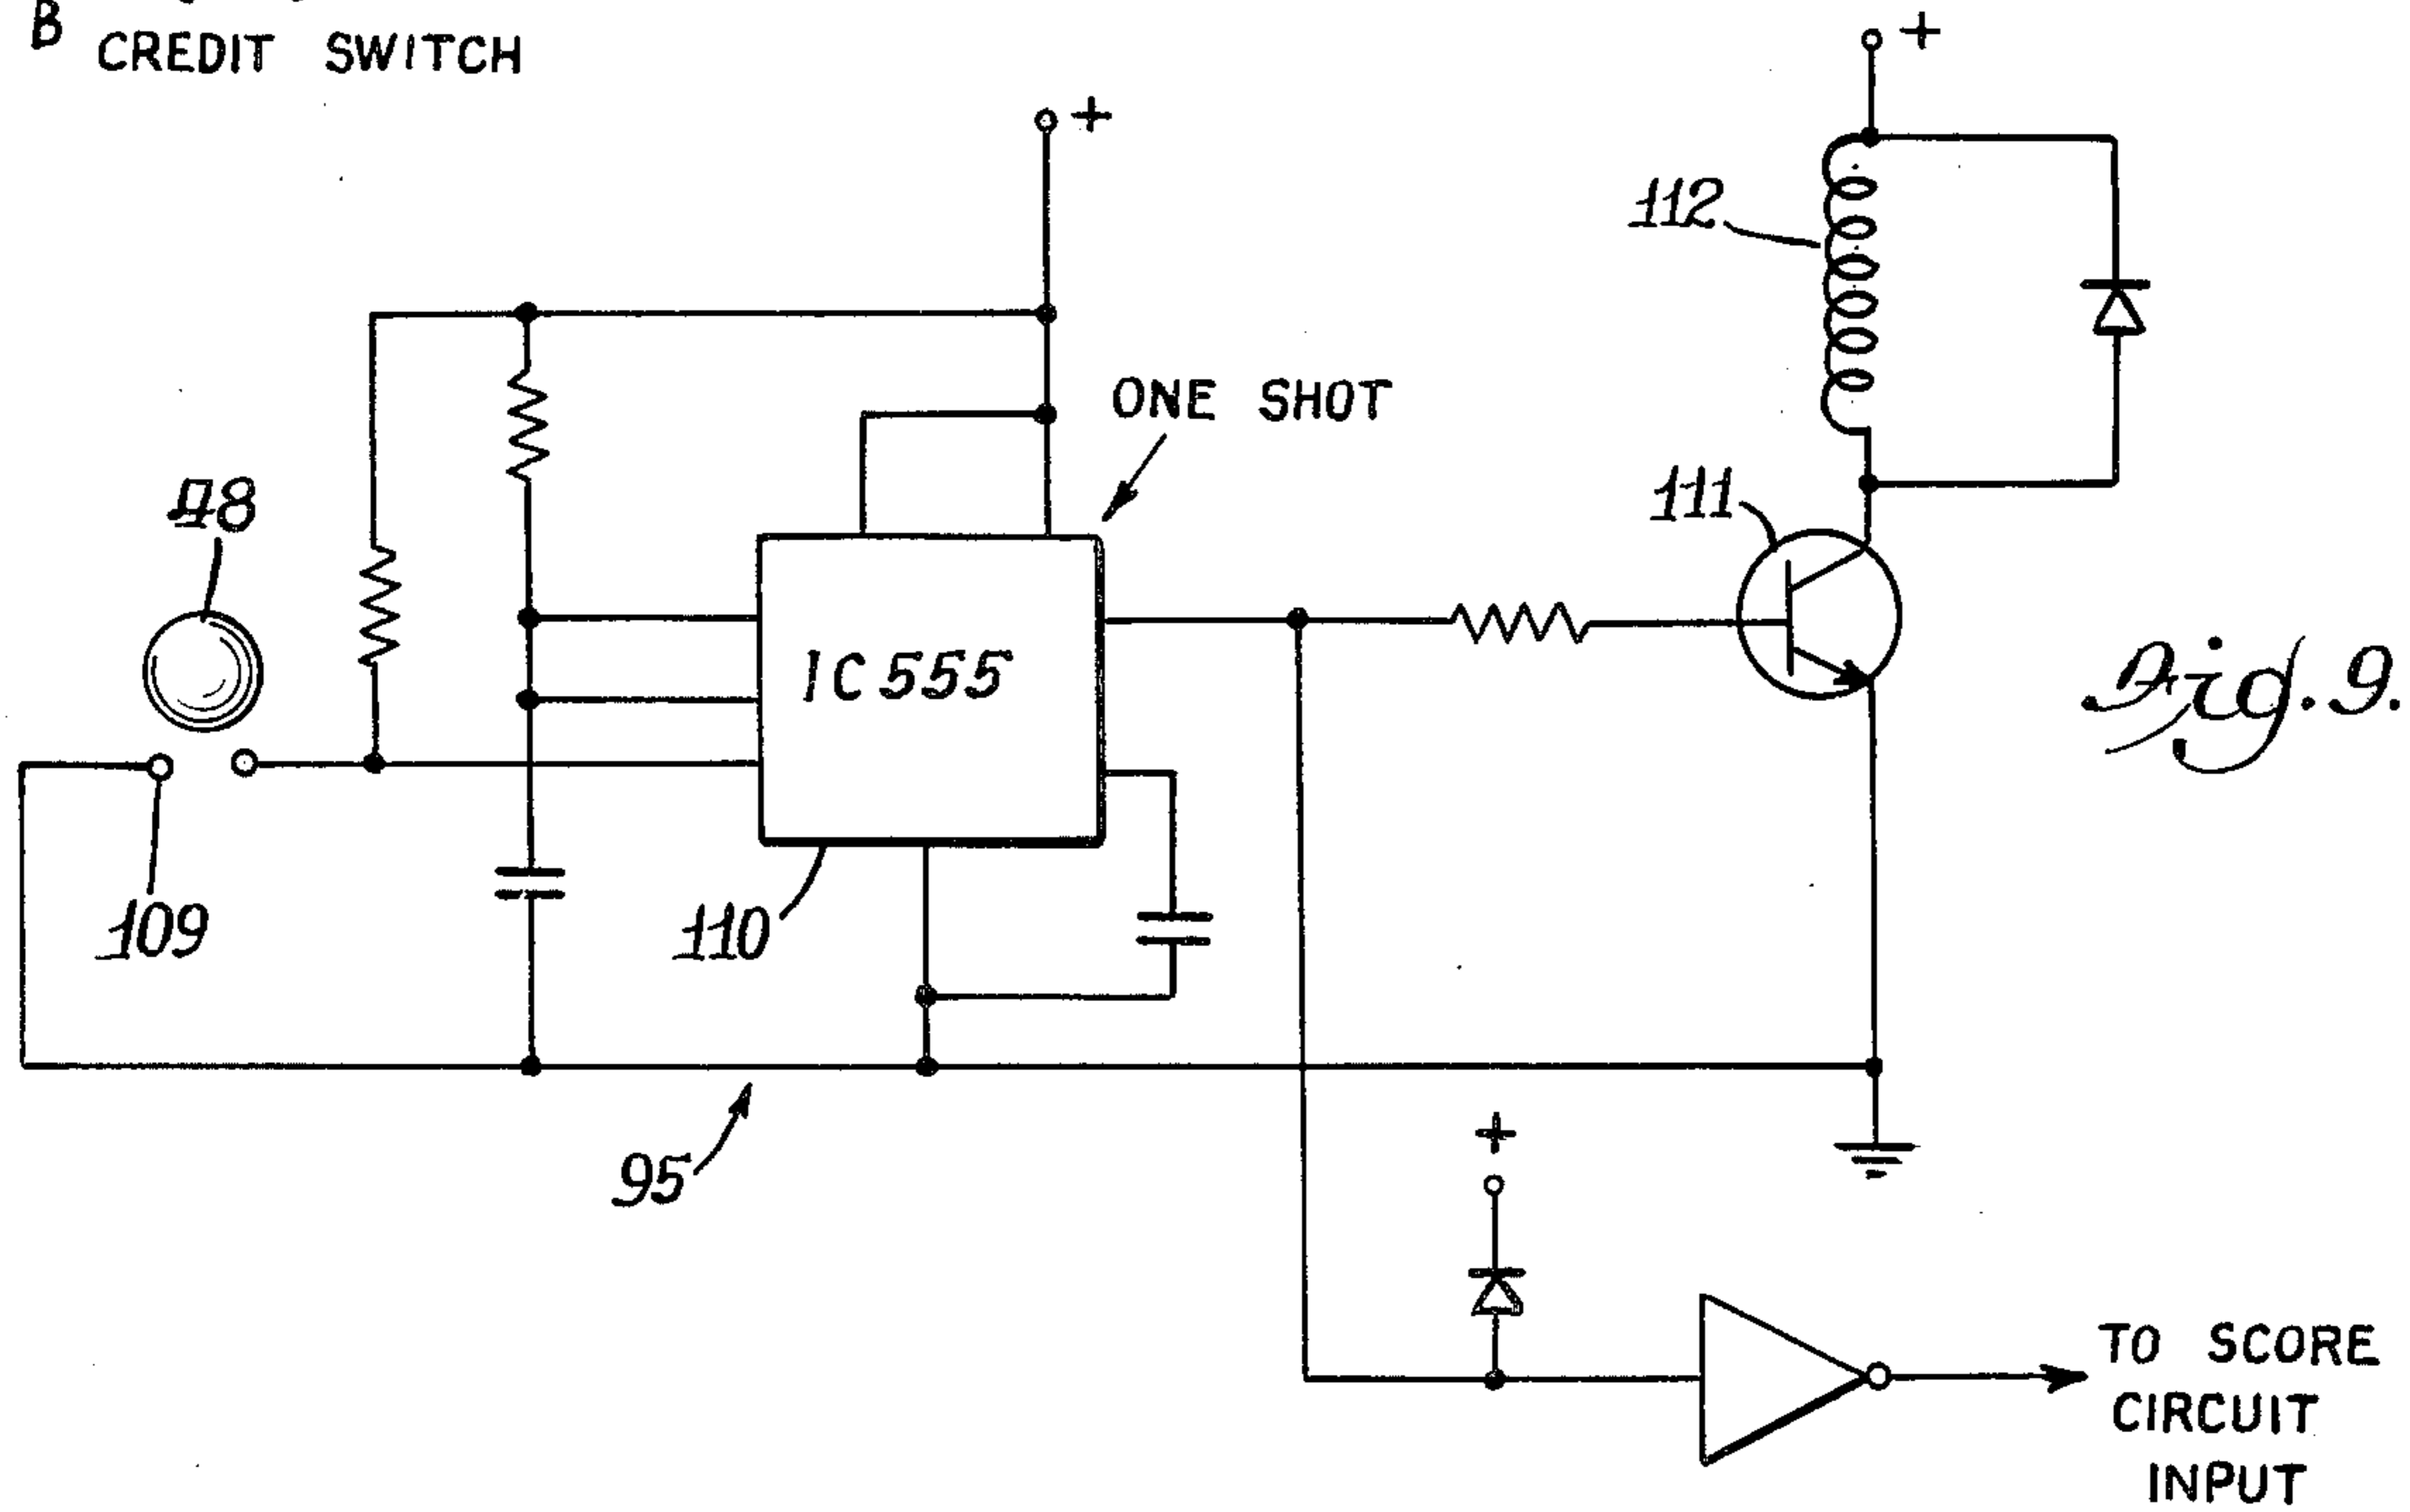 B
CREDIT SWITCH
+
+
112
ONE SHOT
48
111
IC 555
Fig. 9.
109
110
95
+
TO SCORE
CIRCUIT
INPUT